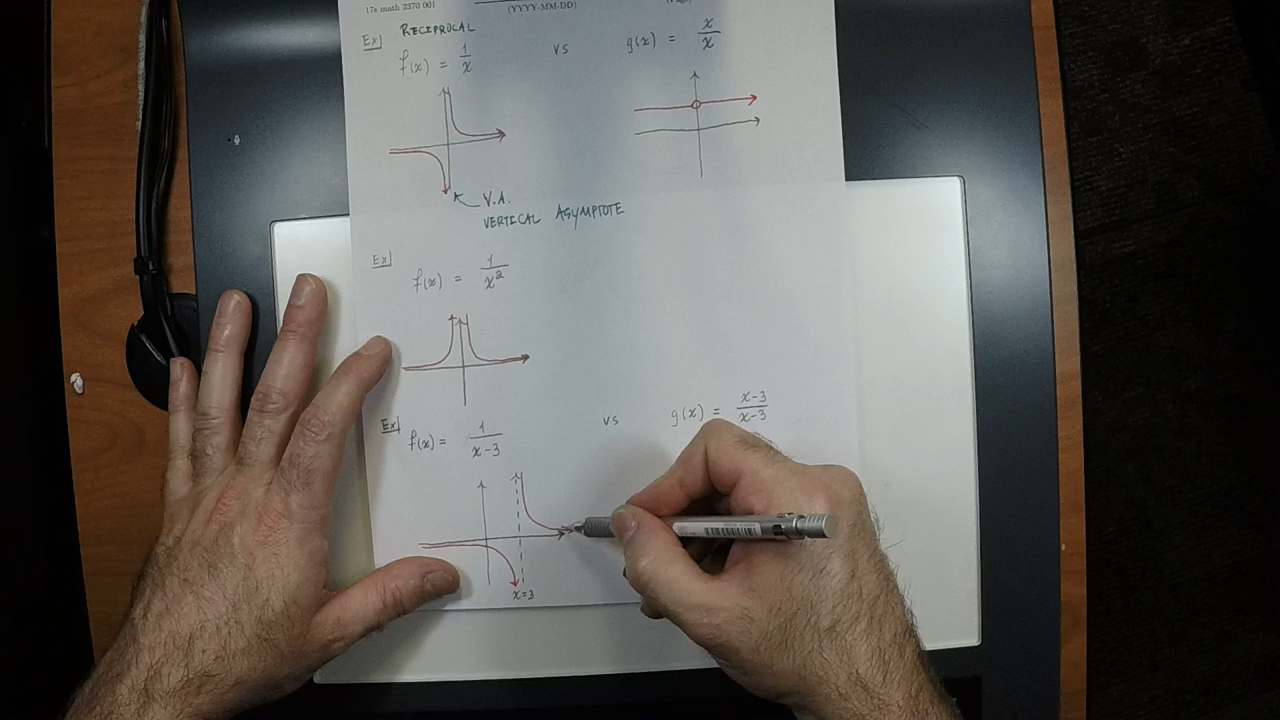 17s math 2370 001
(YYYY-MM-DD)
Ex RECIPROCAL
f(x) = 1/x vs g(x) = x/x
V.A.
VERTICAL ASYMPTOTE
Ex f(x) = 1/x²
Ex f(x) = 1/(x-3) vs g(x) = (x-3)/(x-3)
x=3